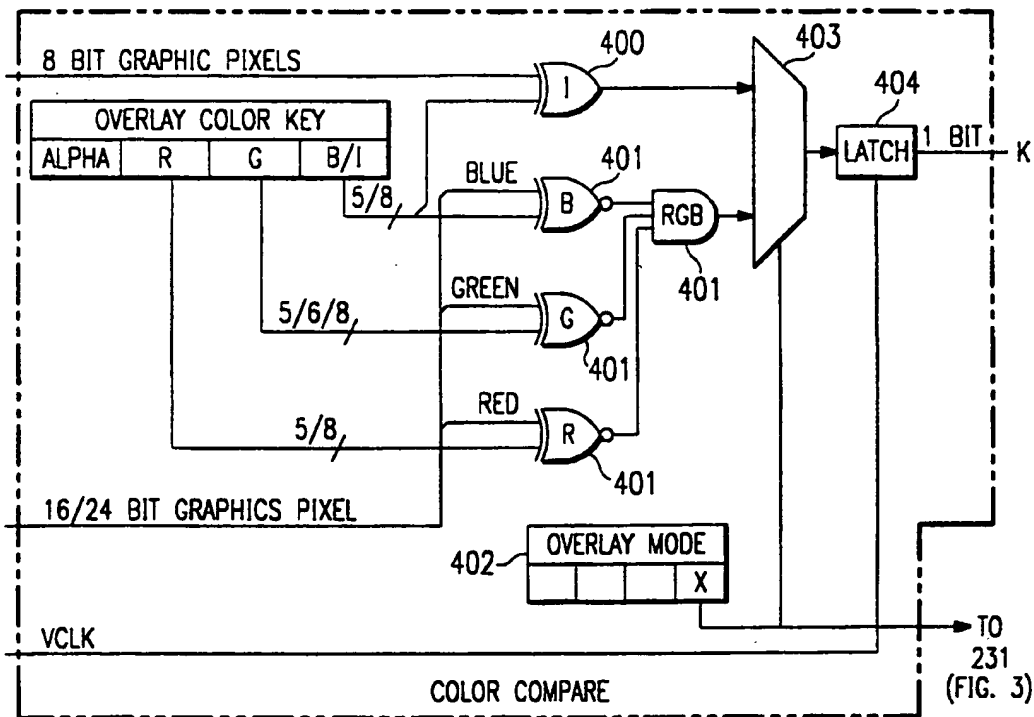 8 BIT GRAPHIC PIXELS
400
403
I
404
OVERLAY COLOR KEY
ALPHA R G B/I
LATCH
1 BIT
K
5/8
BLUE
401
B
RGB
401
5/6/8
GREEN
G
401
5/8
RED
R
401
16/24 BIT GRAPHICS PIXEL
402
OVERLAY MODE
X
VCLK
TO
231
(FIG. 3)
COLOR COMPARE